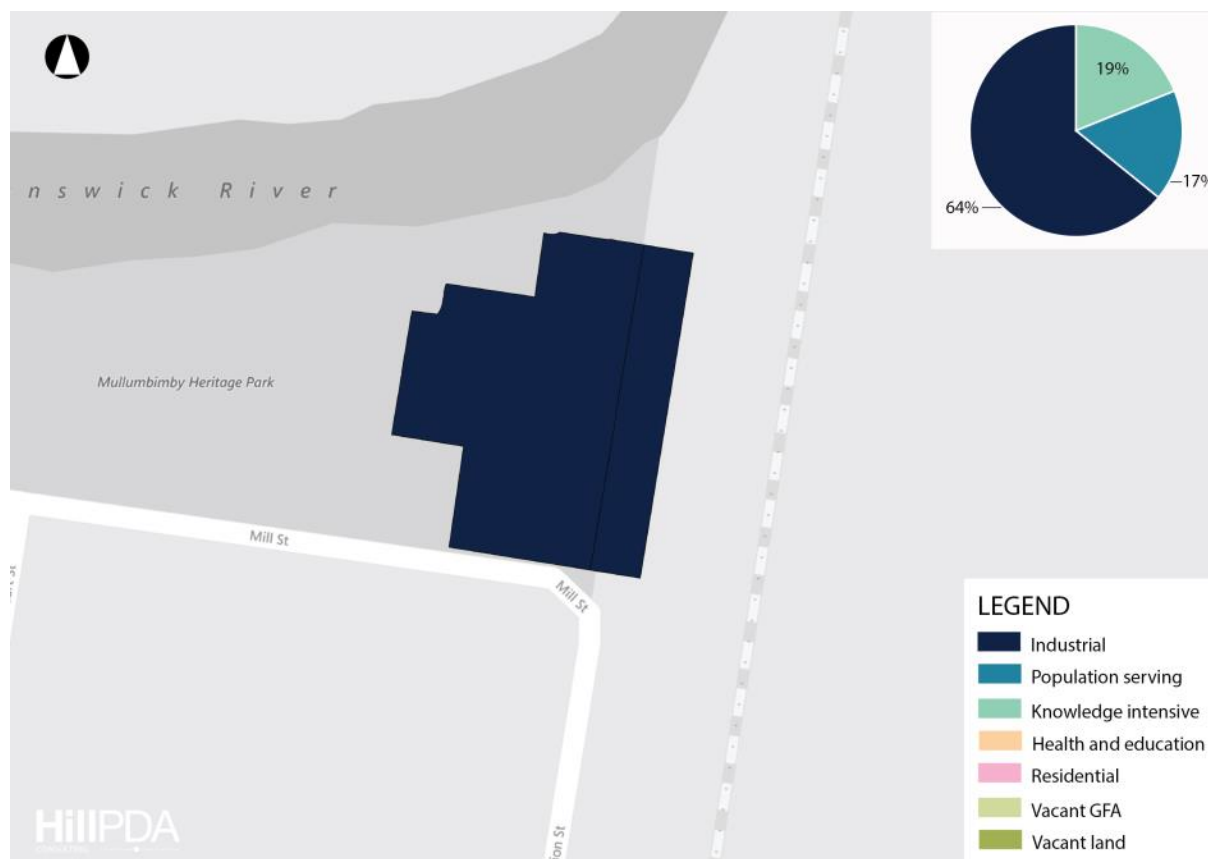 19%
17%
64%
nswick River
Mullumbimby Heritage Park
Mill St
Mill St
LEGEND
Industrial
Population serving
Knowledge intensive
Health and education
Residential
Vacant GFA
Vacant land
HillPDA
CONSULTING